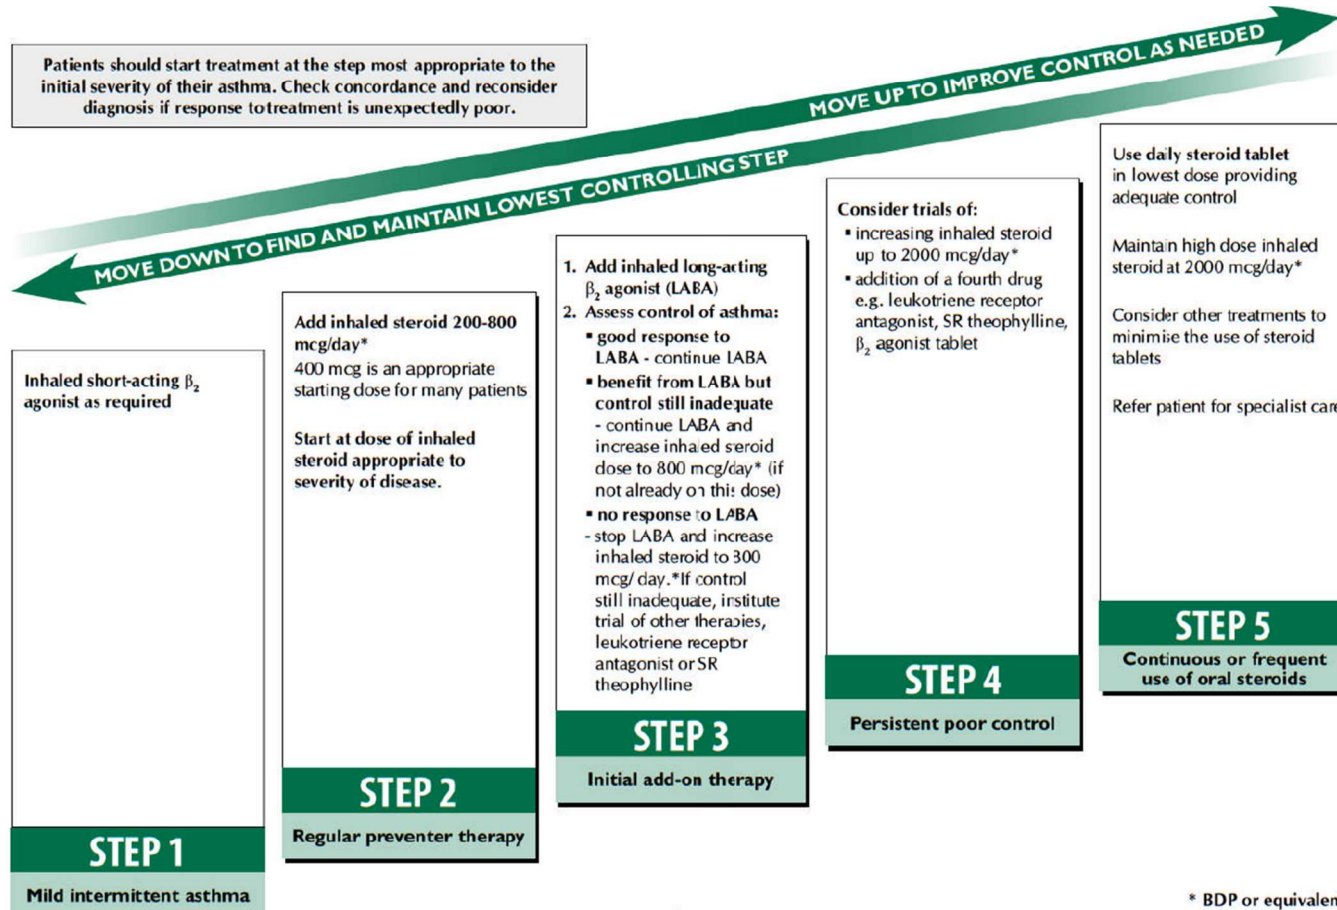 Patients should start treatment at the step most appropriate to the
initial severity of their asthma. Check concordance and reconsider
diagnosis if response to treatment is unexpectedly poor.
MOVE UP TO IMPROVE CONTROL AS NEEDED
MOVE DOWN TO FIND AND MAINTAIN LOWEST CONTROLLING STEP
Inhaled short-acting β₂
agonist as required
STEP 1
Mild intermittent asthma
Add inhaled steroid 200-800
mcg/day*
400 mcg is an appropriate
starting dose for many patients
Start at dose of inhaled
steroid appropriate to
severity of disease.
STEP 2
Regular preventer therapy
1. Add inhaled long-acting
β₂ agonist (LABA)
2. Assess control of asthma:
▪ good response to
LABA - continue LABA
▪ benefit from LABA but
control still inadequate
- continue LABA and
increase inhaled steroid
dose to 800 mcg/day* (if
not already on this dose)
▪ no response to LABA
- stop LABA and increase
inhaled steroid to 800
mcg/ day.*If control
still inadequate, institute
trial of other therapies,
leukotriene receptor
antagonist or SR
theophylline
STEP 3
Initial add-on therapy
Consider trials of:
▪ increasing inhaled steroid
up to 2000 mcg/day*
▪ addition of a fourth drug
e.g. leukotriene receptor
antagonist, SR theophylline,
β₂ agonist tablet
STEP 4
Persistent poor control
Use daily steroid tablet
in lowest dose providing
adequate control
Maintain high dose inhaled
steroid at 2000 mcg/day*
Consider other treatments to
minimise the use of steroid
tablets
Refer patient for specialist care
STEP 5
Continuous or frequent
use of oral steroids
* BDP or equivalen